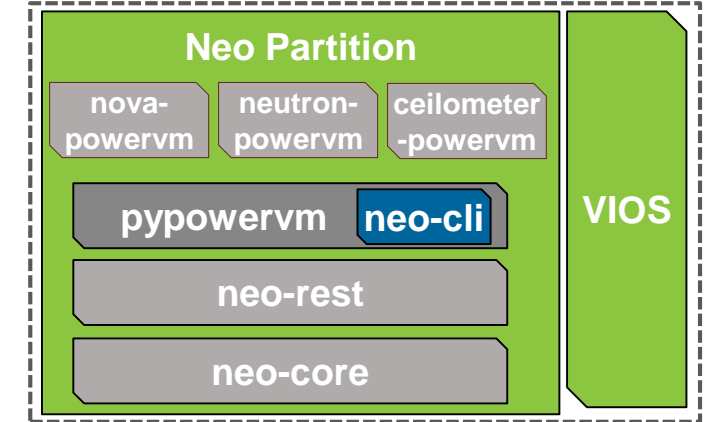 Neo Partition
nova-
powervm
neutron-
powervm
ceilometer
-powervm
pypowervm
neo-cli
neo-rest
neo-core
VIOS